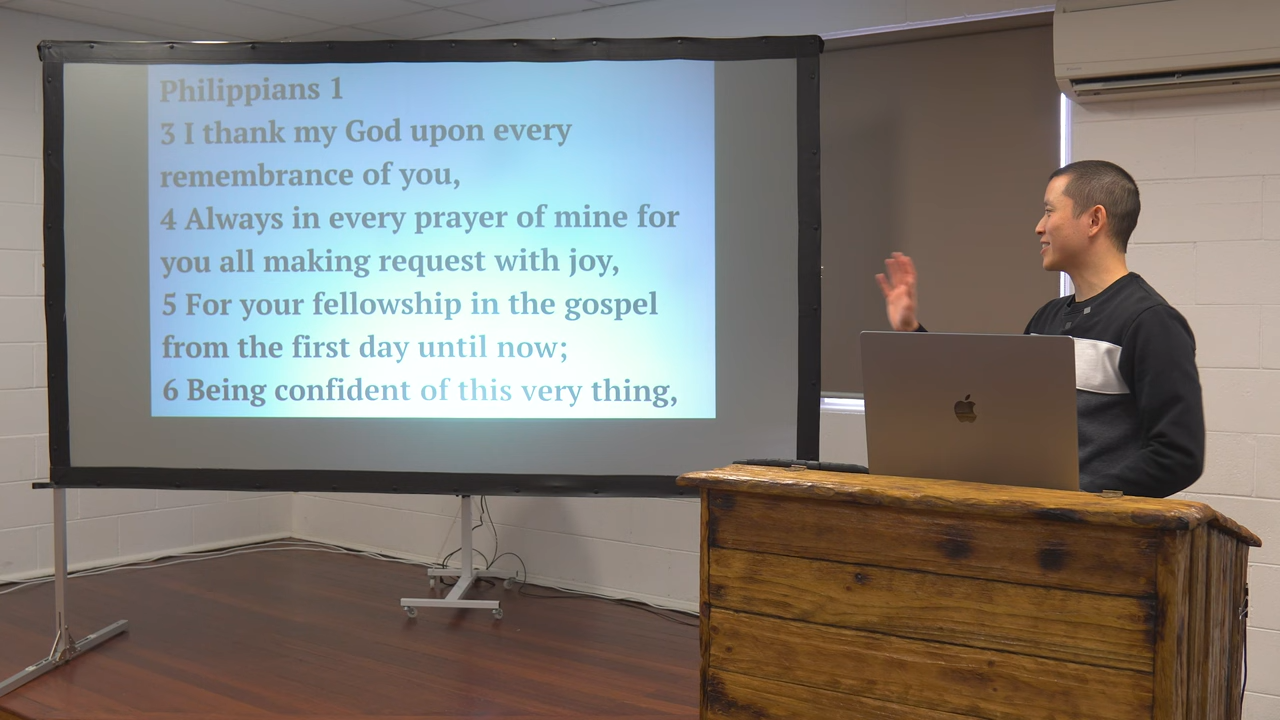 Philippians 1
3 I thank my God upon every
remembrance of you,
4 Always in every prayer of mine for
you all making request with joy,
5 For your fellowship in the gospel
from the first day until now;
6 Being confident of this very thing,